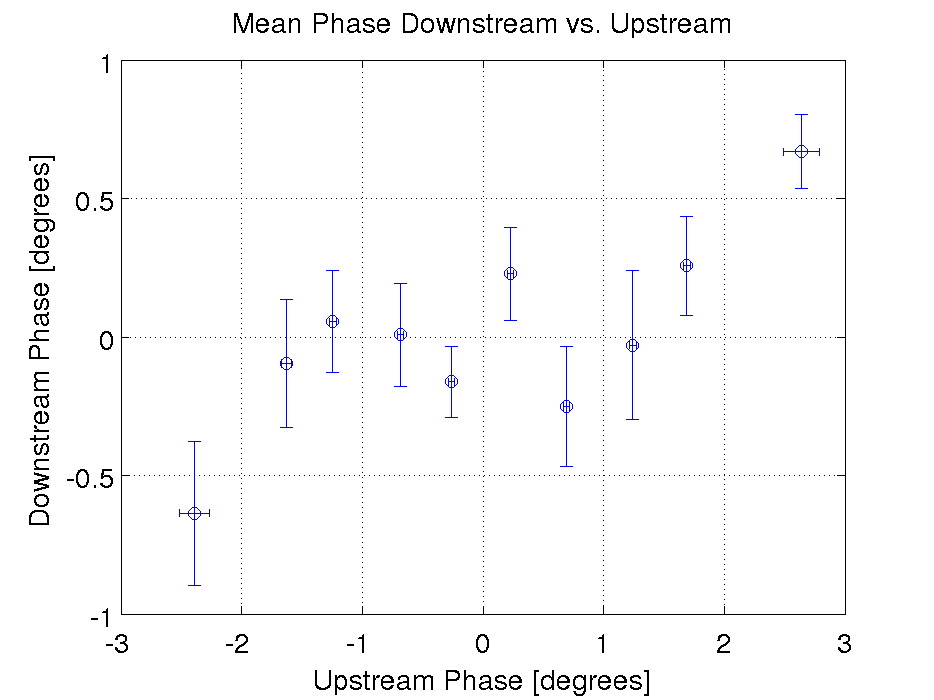 Mean Phase Downstream vs. Upstream
1
0.5
0
-0.5
-1
Downstream Phase [degrees]
-3 -2 -1 0 1 2 3
Upstream Phase [degrees]